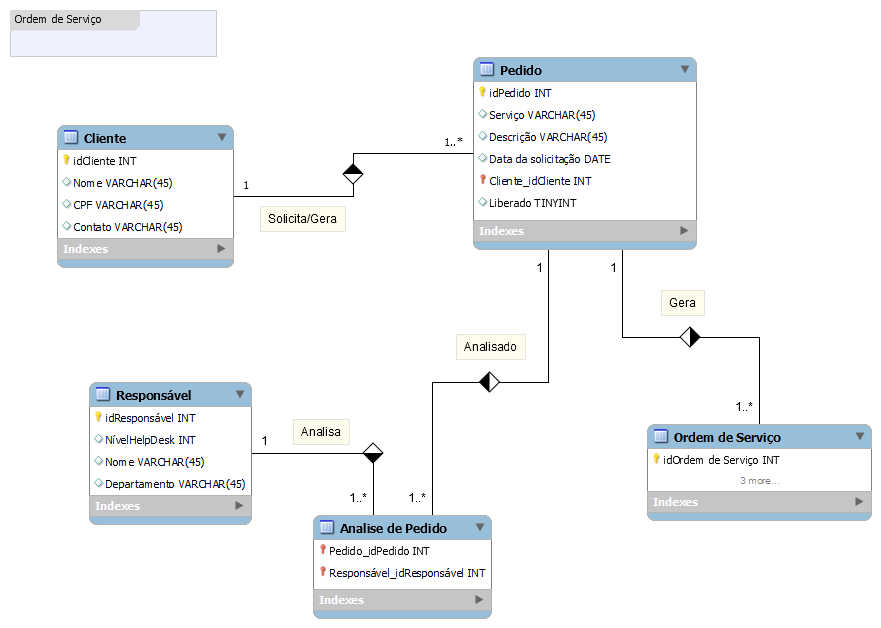 Ordem de Serviço
Pedido
idPedido INT
Serviço VARCHAR(45)
Descrição VARCHAR(45)
Data da solicitação DATE
Cliente_idCliente INT
Liberado TINYINT
Indexes
Cliente
idCliente INT
Nome VARCHAR(45)
CPF VARCHAR(45)
Contato VARCHAR(45)
Indexes
1
1..*
Solicita/Gera
1
1
Gera
Analisado
1..*
Responsável
idResponsável INT
NívelHelpDesk INT
Nome VARCHAR(45)
Departamento VARCHAR(45)
Indexes
1
Analisa
1..*
1..*
Ordem de Serviço
idOrdem de Serviço INT
3 more...
Indexes
Analise de Pedido
Pedido_idPedido INT
Responsável_idResponsável INT
Indexes